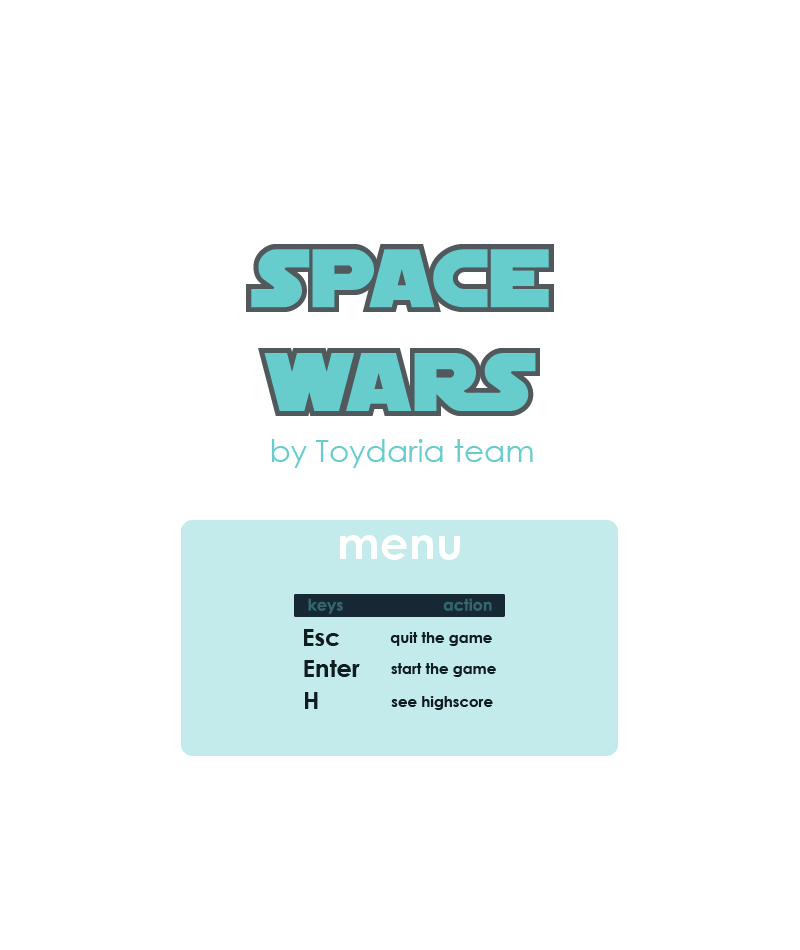 SPACE
WARS
by Toydaria team
menu
keys action
Esc quit the game
Enter start the game
H see highscore